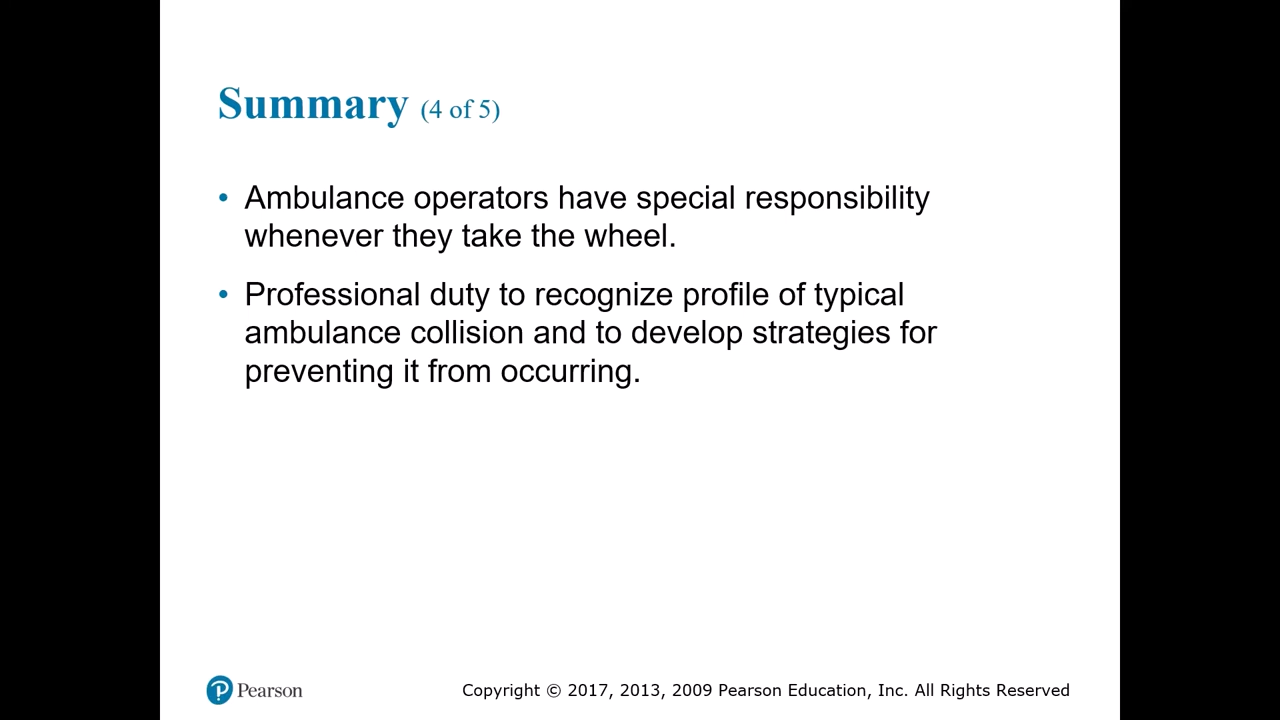 Summary (4 of 5)
• Ambulance operators have special responsibility
whenever they take the wheel.
• Professional duty to recognize profile of typical
ambulance collision and to develop strategies for
preventing it from occurring.
Pearson
Copyright © 2017, 2013, 2009 Pearson Education, Inc. All Rights Reserved